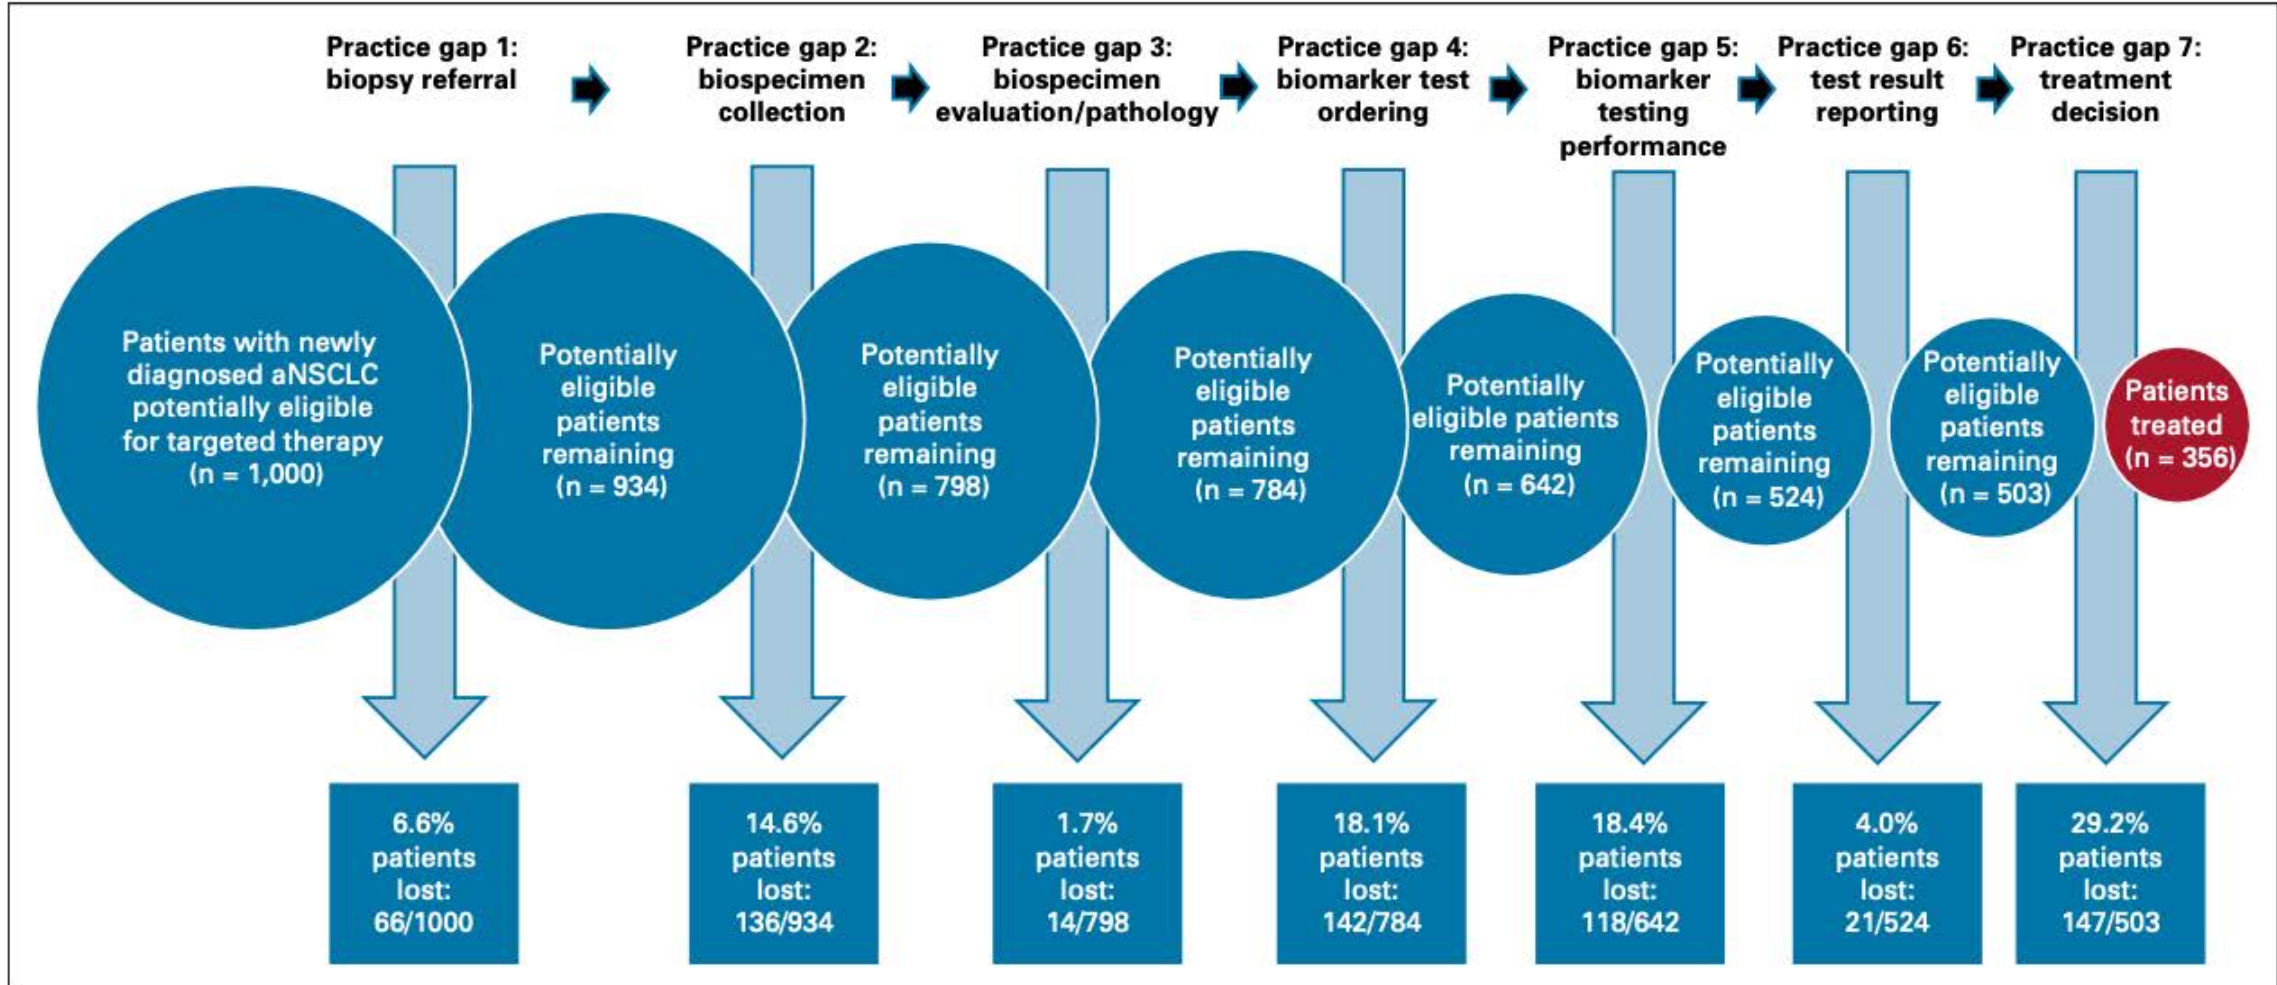 Practice gap 1:
biopsy referral
Practice gap 2:
biospecimen
collection
Practice gap 3:
biospecimen
evaluation/pathology
Practice gap 4:
biomarker test
ordering
Practice gap 5:
biomarker
testing
performance
Practice gap 6:
test result
reporting
Practice gap 7:
treatment
decision
Patients with newly
diagnosed aNSCLC
potentially eligible
for targeted therapy
(n = 1,000)
Potentially
eligible
patients
remaining
(n = 934)
Potentially
eligible
patients
remaining
(n = 798)
Potentially
eligible
patients
remaining
(n = 784)
Potentially
eligible patients
remaining
(n = 642)
Potentially
eligible
patients
remaining
(n = 524)
Potentially
eligible
patients
remaining
(n = 503)
Patients
treated
(n = 356)
6.6%
patients
lost:
66/1000
14.6%
patients
lost:
136/934
1.7%
patients
lost:
14/798
18.1%
patients
lost:
142/784
18.4%
patients
lost:
118/642
4.0%
patients
lost:
21/524
29.2%
patients
lost:
147/503